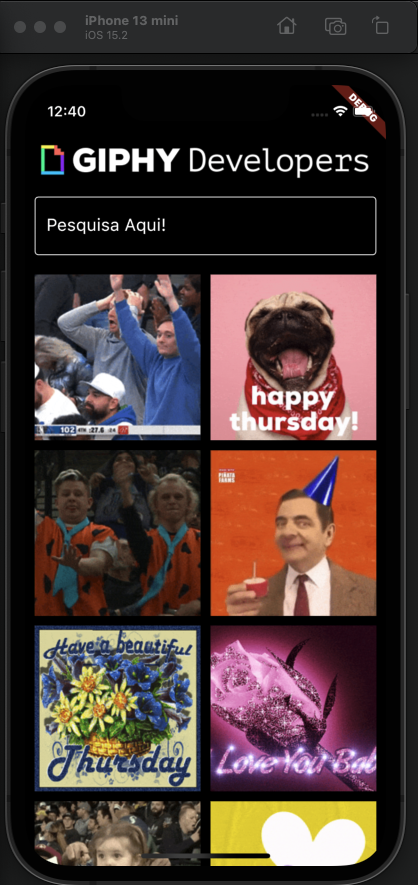 iPhone 13 mini
iOS 15.2
12:40
DEBUG
GIPHY Developers
Pesquisa Aqui!
102 4TH :27.6 24
happy
thursday!
PIÑATA
FARMS
Have a beautiful
Thursday
Love You Bab